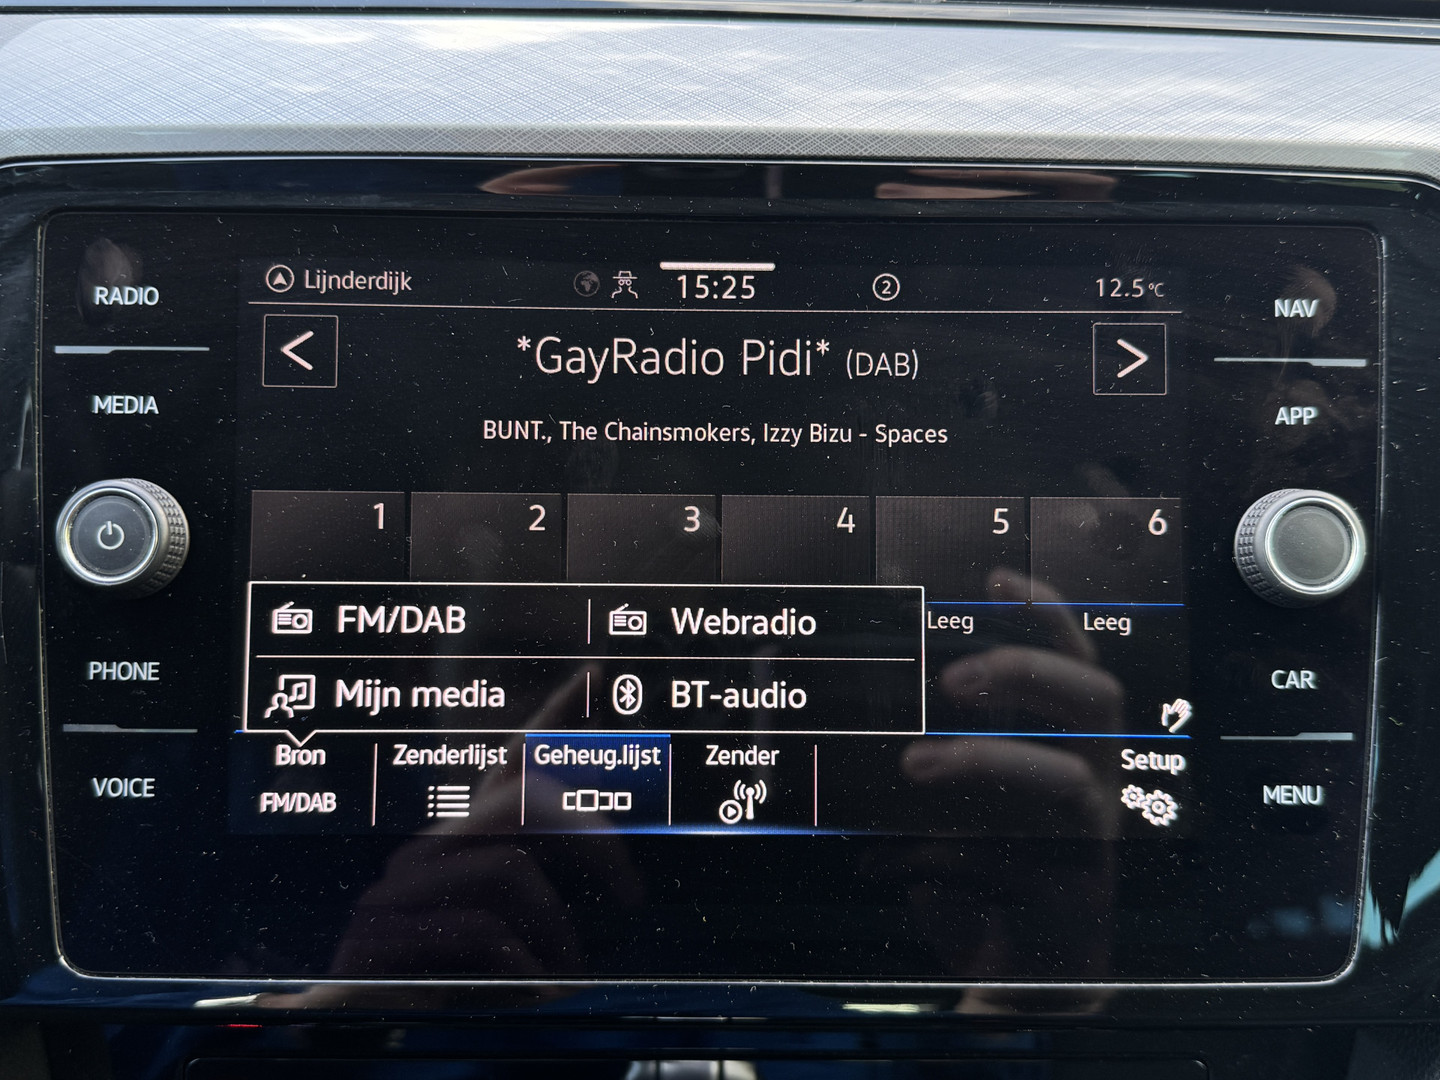 RADIO
MEDIA
PHONE
VOICE
Lijnderdijk
15:25
2
12.5°C
<
*GayRadio Pidi* (DAB)
>
BUNT., The Chainsmokers, Izzy Bizu - Spaces
1
2
3
4
5
6
FM/DAB
Webradio
Leeg
Leeg
Mijn media
BT-audio
Bron
FM/DAB
Zenderlijst
Geheug.lijst
Zender
Setup
NAV
APP
CAR
MENU